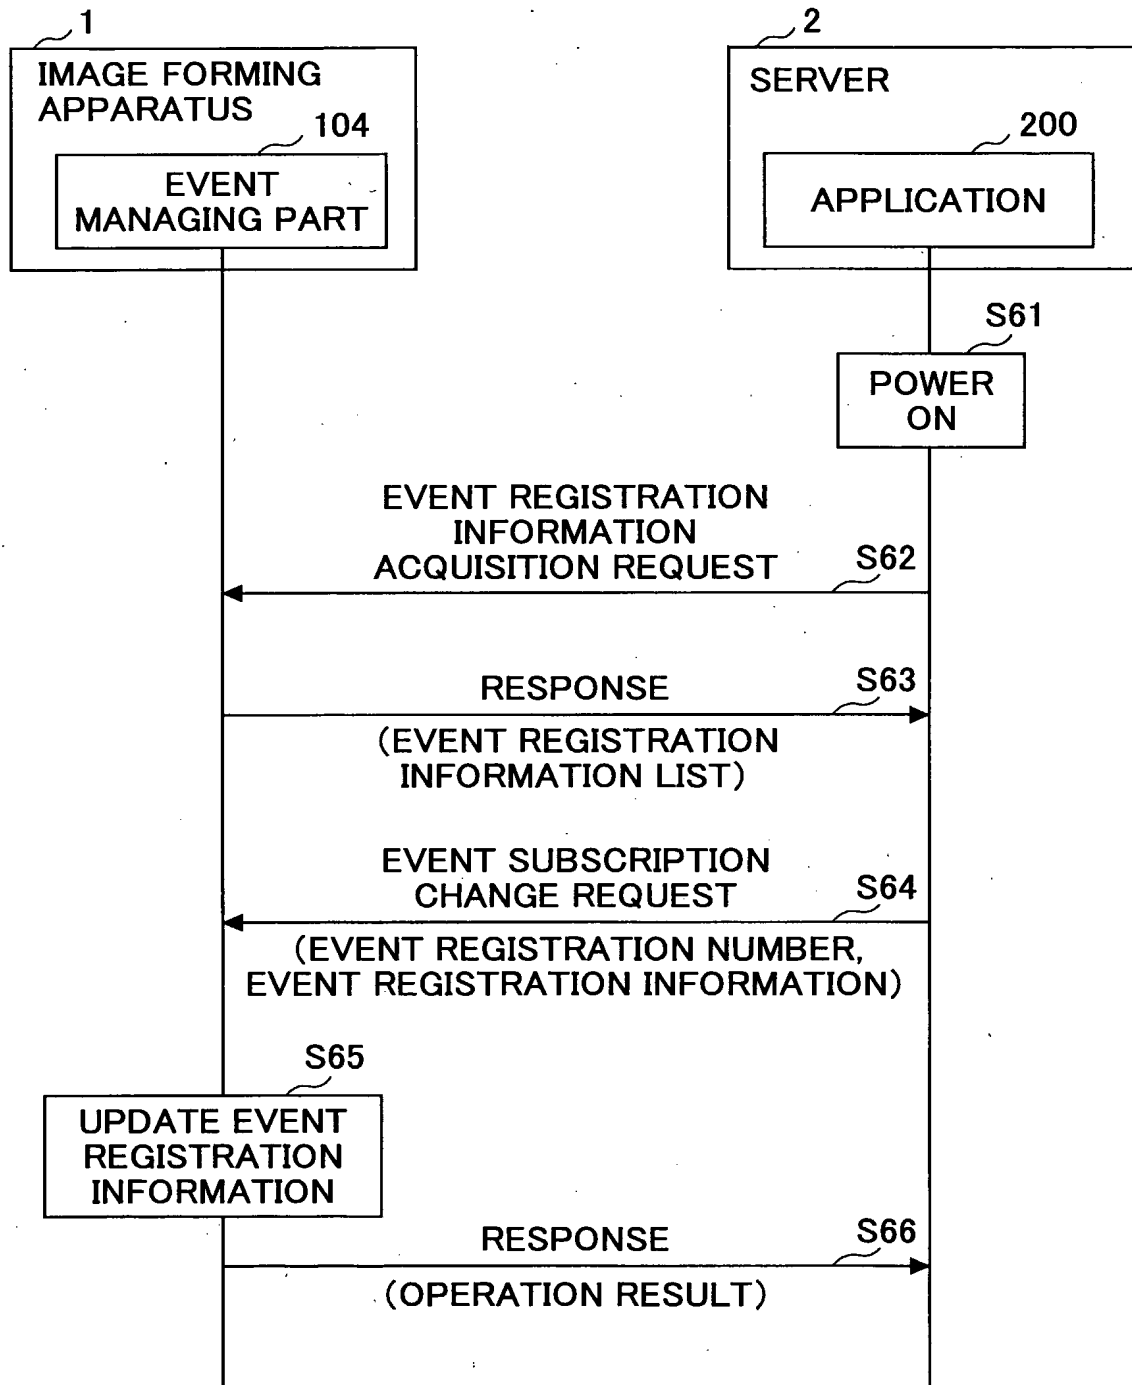 1
IMAGE FORMING
APPARATUS
104
EVENT
MANAGING PART
2
SERVER
200
APPLICATION
S61
POWER
ON
EVENT REGISTRATION
INFORMATION
ACQUISITION REQUEST
S62
RESPONSE
S63
(EVENT REGISTRATION
INFORMATION LIST)
EVENT SUBSCRIPTION
CHANGE REQUEST
S64
(EVENT REGISTRATION NUMBER,
EVENT REGISTRATION INFORMATION)
S65
UPDATE EVENT
REGISTRATION
INFORMATION
RESPONSE
S66
(OPERATION RESULT)